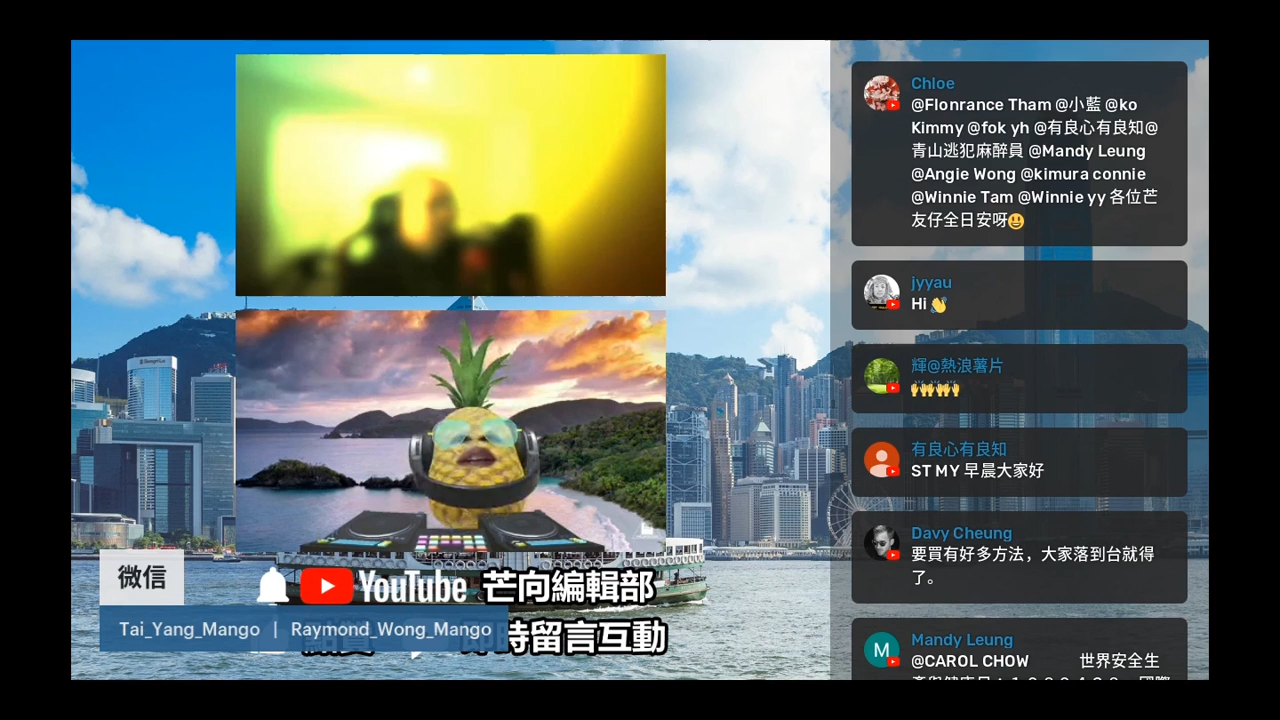 YouTube 芒向編輯部
時留言互動
微信
Tai_Yang_Mango | Raymond_Wong_Mango
Chloe
@Flonrance Tham @小藍 @ko
Kimmy @fok yh @有良心有良知@
青山逃犯麻醉員 @Mandy Leung
@Angie Wong @kimura connie
@Winnie Tam @Winnie yy 各位芒
友仔全日安呀😃
jyyau
Hi 👋
輝@熱浪薯片
🙌🙌🙌
有良心有良知
ST MY 早晨大家好
Davy Cheung
要買有好多方法，大家落到台就得
了。
M
Mandy Leung
@CAROL CHOW 世界安全生